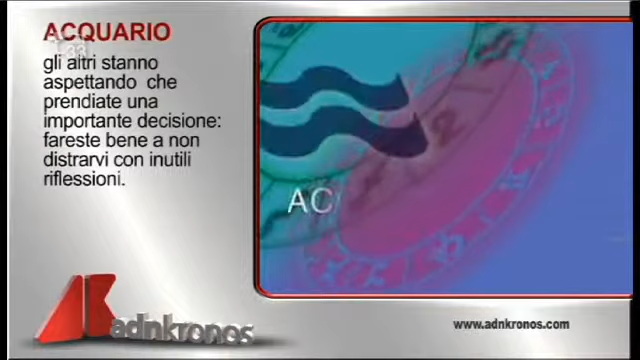 ACQUARIO
gli altri stanno
aspettando che
prendiate una
importante decisione:
fareste bene a non
distrarvi con inutili
riflessioni.
AC
adnkronos
www.adnkronos.com